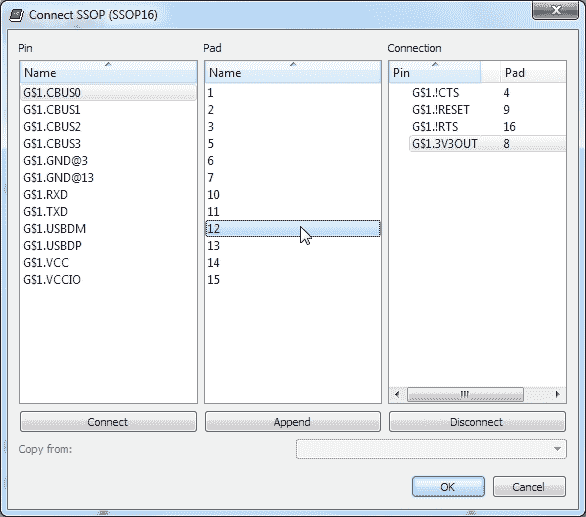 Connect SSOP (SSOP16)
Pin
Pad
Connection
Name
Name
Pin Pad
G$1.CBUS0
G$1.CBUS1
G$1.CBUS2
G$1.CBUS3
G$1.GND@3
G$1.GND@13
G$1.RXD
G$1.TXD
G$1.USBDM
G$1.USBDP
G$1.VCC
G$1.VCCIO
1
2
3
5
6
7
10
11
12
13
14
15
G$1.!CTS 4
G$1.!RESET 9
G$1.!RTS 16
G$1.3V3OUT 8
Connect
Append
Disconnect
Copy from:
OK
Cancel